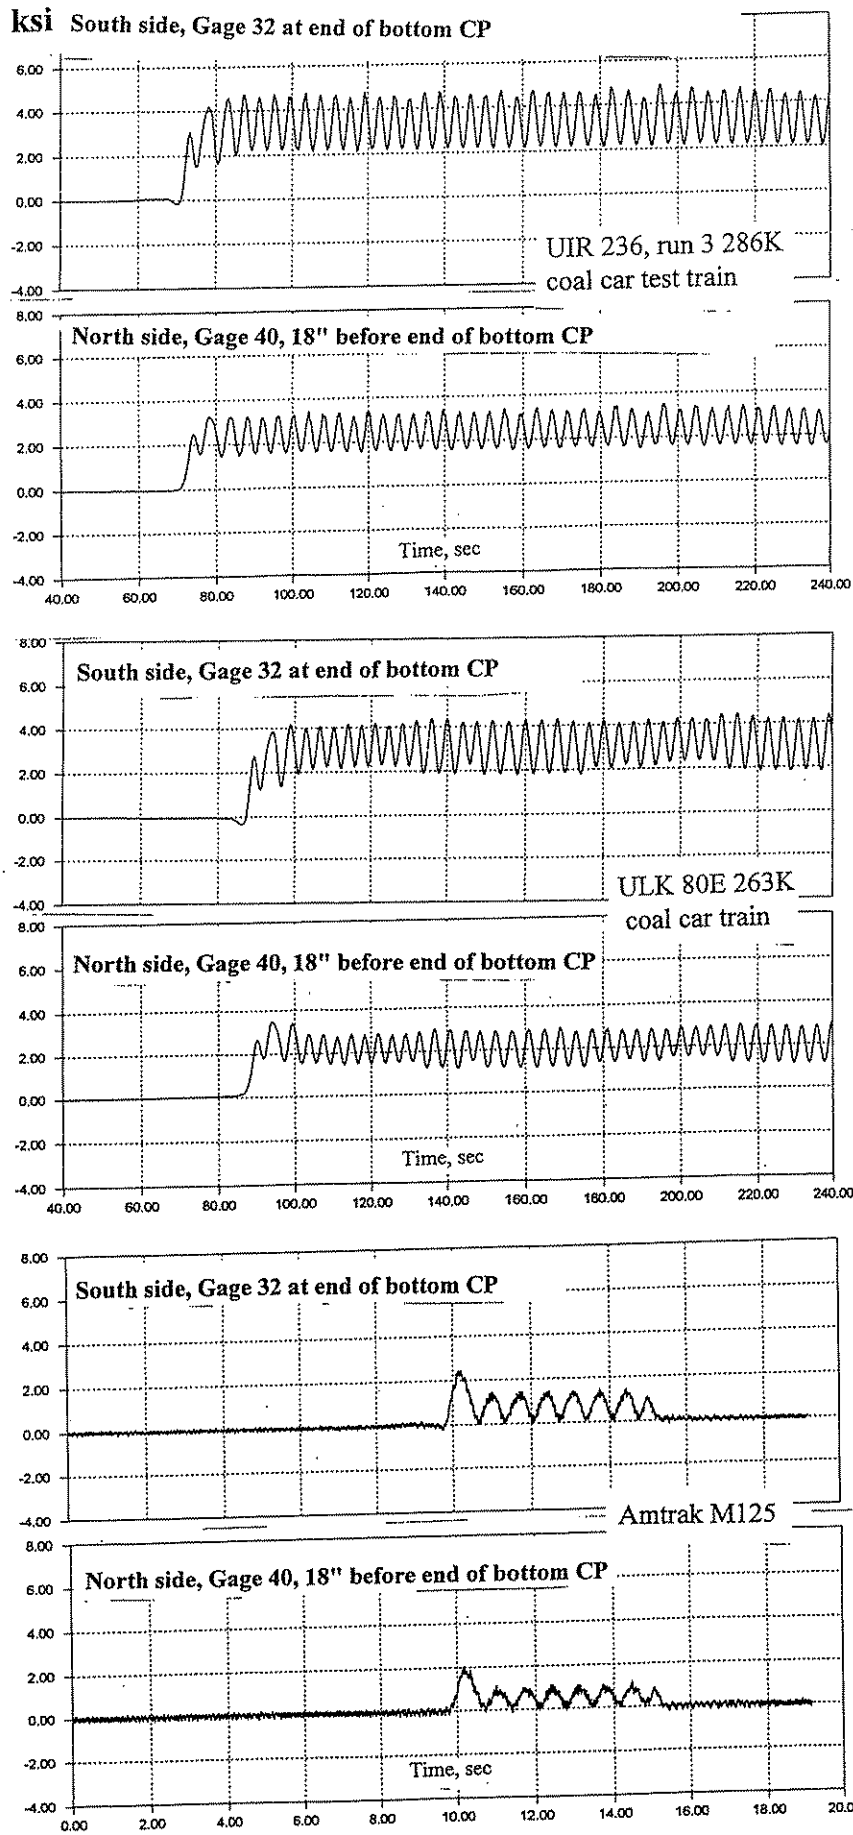 ksi South side, Gage 32 at end of bottom CP
6.00
4.00
2.00
0.00
-2.00
-4.00
UIR 236, run 3 286K
coal car test train
8.00
North side, Gage 40, 18" before end of bottom CP
6.00
4.00
2.00
0.00
-2.00
-4.00
Time, sec
40.00 60.00 80.00 100.00 120.00 140.00 160.00 180.00 200.00 220.00 240.00
8.00
South side, Gage 32 at end of bottom CP
6.00
4.00
2.00
0.00
-2.00
-4.00
ULK 80E 263K
coal car train
8.00
North side, Gage 40, 18" before end of bottom CP
6.00
4.00
2.00
0.00
-2.00
-4.00
Time, sec
40.00 60.00 80.00 100.00 120.00 140.00 160.00 180.00 200.00 220.00 240.00
8.00
South side, Gage 32 at end of bottom CP
6.00
4.00
2.00
0.00
-2.00
-4.00
Amtrak M125
8.00
North side, Gage 40, 18" before end of bottom CP
6.00
4.00
2.00
0.00
-2.00
-4.00
Time, sec
0.00 2.00 4.00 6.00 8.00 10.00 12.00 14.00 16.00 18.00 20.0